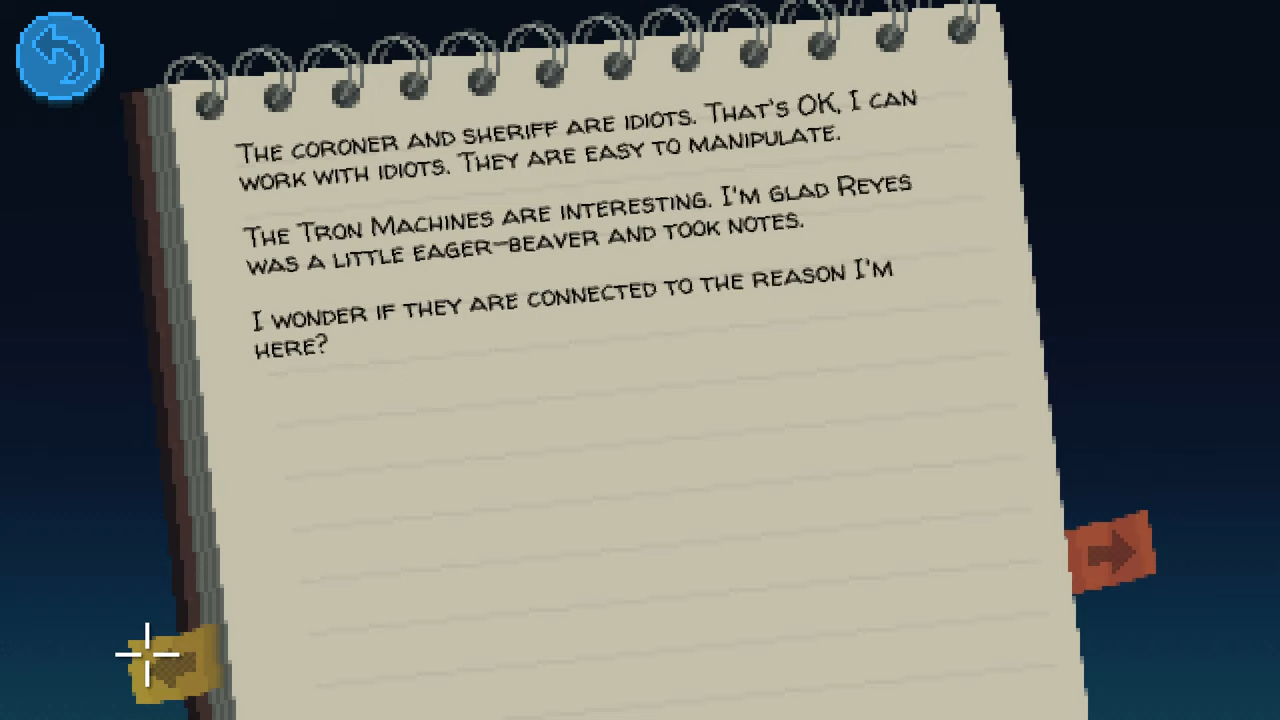 The coroner and sheriff are idiots. That's OK, I can
work with idiots. They are easy to manipulate.
The Tron Machines are interesting. I'm glad Reyes
was a little eager-beaver and took notes.
I wonder if they are connected to the reason I'm
here?